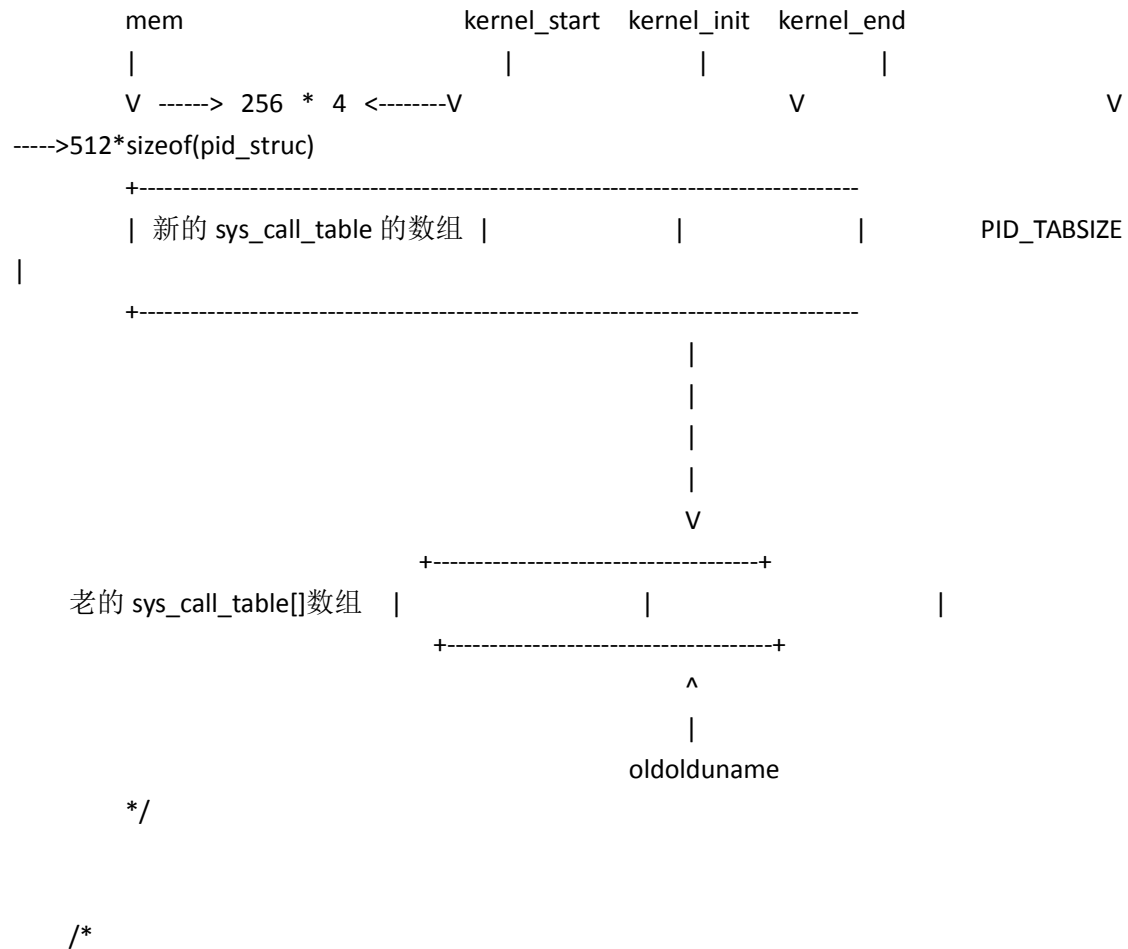 mem kernel_start kernel_init kernel_end
| | | |
V ------> 256 * 4 <--------V V V
----->512*sizeof(pid_struc)
+------------------------------------------------------------------------------------
| 新的 sys_call_table 的数组 | | | PID_TABSIZE
|
+------------------------------------------------------------------------------------
|
|
|
|
V
+--------------------------------------+
老的 sys_call_table[]数组 | | |
+--------------------------------------+
^
|
oldolduname
*/
/*